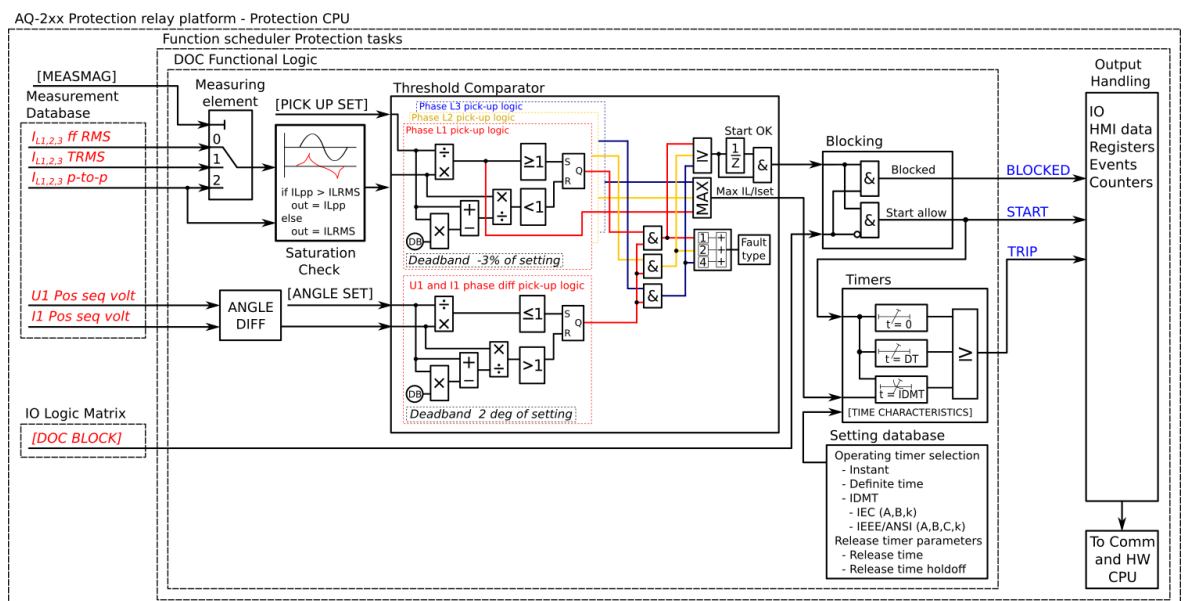 AQ-2xx Protection relay platform - Protection CPU
Function scheduler Protection tasks
DOC Functional Logic
[MEASMAG]
Measurement
Database
I_L1,2,3 ff RMS
I_L1,2,3 TRMS
I_L1,2,3 p-to-p
Measuring
element
0
1
2
[PICK UP SET]
if ILpp > ILRMS
out = ILpp
else
out = ILRMS
Saturation
Check
U1 Pos seq volt
I1 Pos seq volt
ANGLE
DIFF
[ANGLE SET]
IO Logic Matrix
[DOC BLOCK]
Threshold Comparator
Phase L3 pick-up logic
Phase L2 pick-up logic
Phase L1 pick-up logic
÷
×
≥1
S
Q
R
×
÷
<1
+
−
DB
×
Deadband -3% of setting
U1 and I1 phase diff pick-up logic
÷
×
≤1
S
Q
R
×
÷
>1
+
−
DB
×
Deadband 2 deg of setting
&
&
&
≥
Start OK
1
Z
&
MAX
Max IL/Iset
1 +
2 +
4 +
Fault
type
Blocking
&
Blocked
&
Start allow
BLOCKED
START
TRIP
Timers
t = 0
t = DT
t = IDMT
≥
[TIME CHARACTERISTICS]
Setting database
Operating timer selection
- Instant
- Definite time
- IDMT
- IEC (A,B,k)
- IEEE/ANSI (A,B,C,k)
Release timer parameters
- Release time
- Release time holdoff
Output
Handling
IO
HMI data
Registers
Events
Counters
To Comm
and HW
CPU